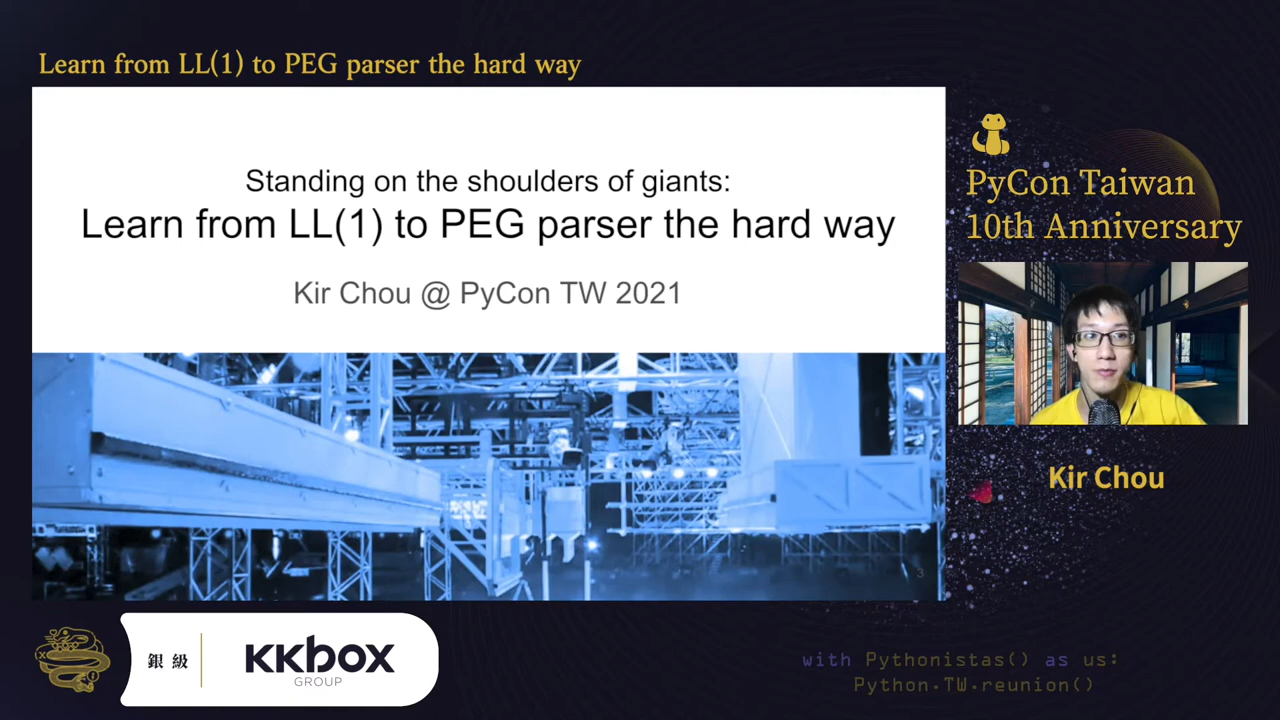 Learn from LL(1) to PEG parser the hard way
Standing on the shoulders of giants:
Learn from LL(1) to PEG parser the hard way
Kir Chou @ PyCon TW 2021
3
PyCon Taiwan
10th Anniversary
Kir Chou
銀級
KKBOX
GROUP
with Pythonistas() as us:
Python.TW.reunion()